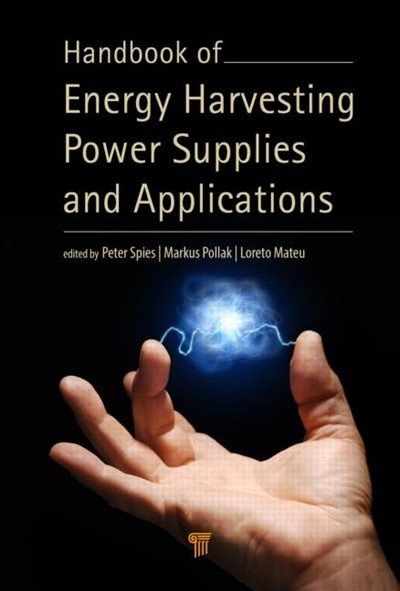 Handbook of
Energy Harvesting
Power Supplies
and Applications
edited by Peter Spies | Markus Pollak | Loreto Mateu